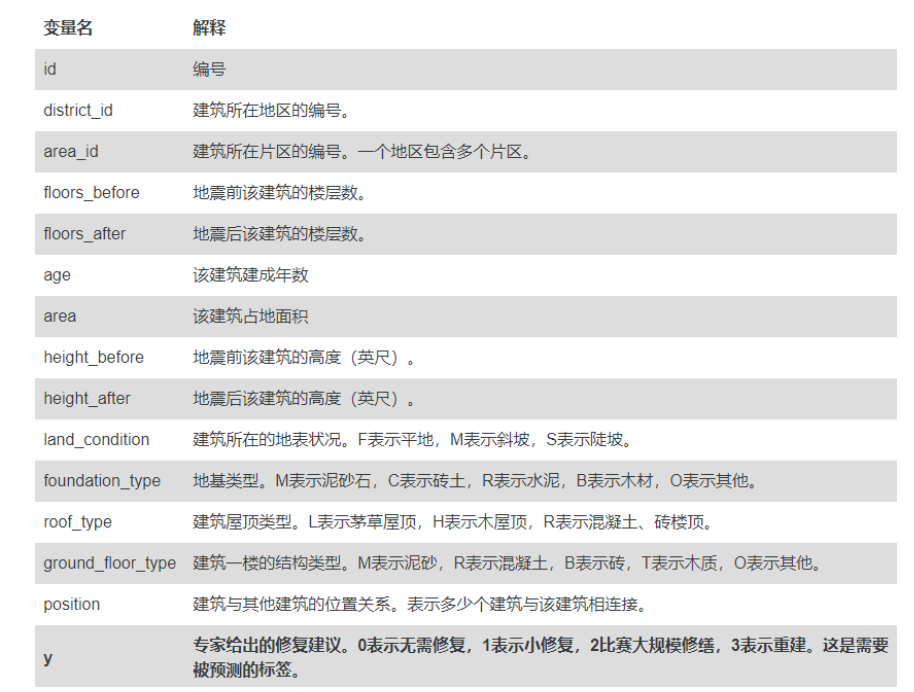 变量名 解释
id 编号
district_id 建筑所在地区的编号。
area_id 建筑所在片区的编号。一个地区包含多个片区。
floors_before 地震前该建筑的楼层数。
floors_after 地震后该建筑的楼层数。
age 该建筑建成年数
area 该建筑占地面积
height_before 地震前该建筑的高度（英尺）。
height_after 地震后该建筑的高度（英尺）。
land_condition 建筑所在的地表状况。F表示平地，M表示斜坡，S表示陡坡。
foundation_type 地基类型。M表示泥砂石，C表示砖土，R表示水泥，B表示木材，O表示其他。
roof_type 建筑屋顶类型。L表示茅草屋顶，H表示木屋顶，R表示混凝土、砖楼顶。
ground_floor_type 建筑一楼的结构类型。M表示泥砂，R表示混凝土，B表示砖，T表示木质，O表示其他。
position 建筑与其他建筑的位置关系。表示多少个建筑与该建筑相连接。
y 专家给出的修复建议。0表示无需修复，1表示小修复，2比赛大规模修缮，3表示重建。这是需要
被预测的标签。